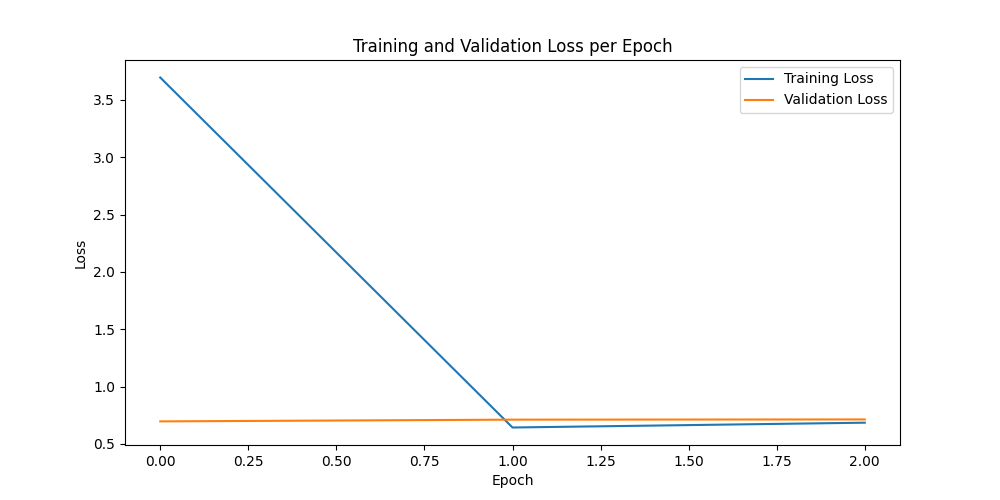 Training and Validation Loss per Epoch
Training Loss
Validation Loss
3.5
3.0
2.5
2.0
1.5
1.0
0.5
Loss
0.00 0.25 0.50 0.75 1.00 1.25 1.50 1.75 2.00
Epoch